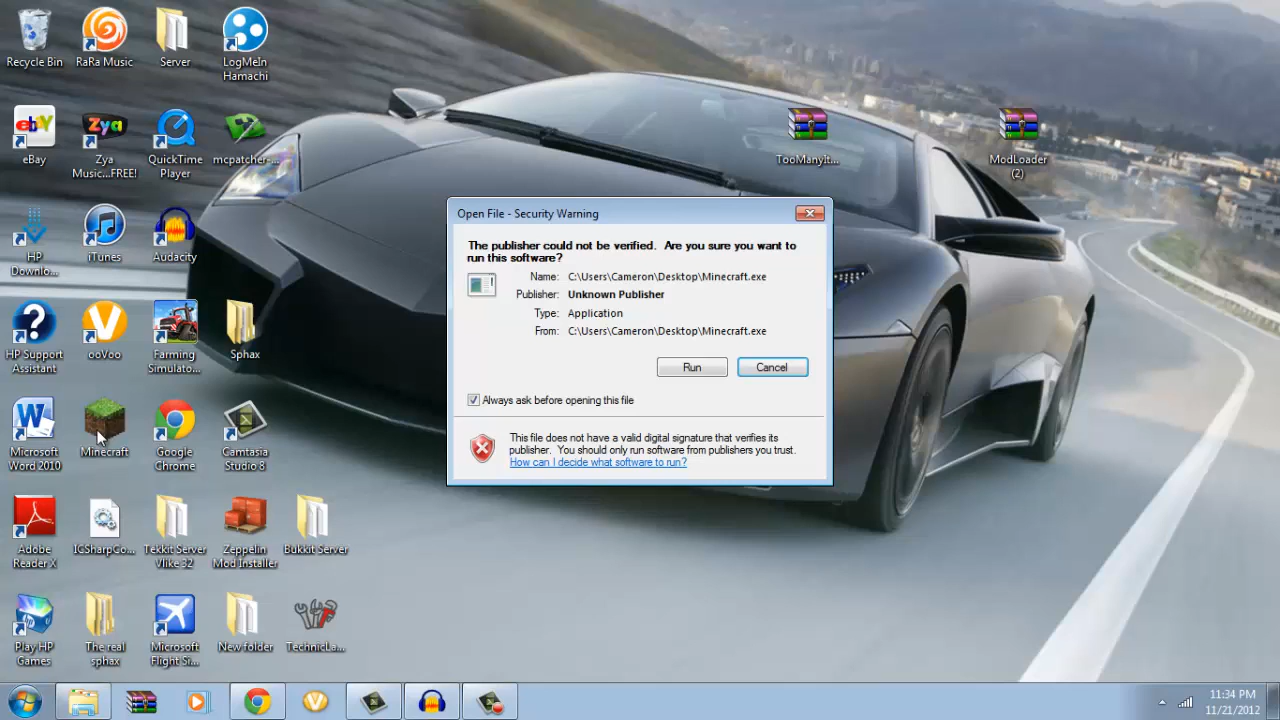 Recycle Bin
RaRa Music
Server
LogMeIn
Hamachi
TooManyIt...
ModLoader
(2)
ebY
eBay
Zya
Zya
Music...FREE!
QuickTime
Player
mcpatcher-...
Open File - Security Warning
The publisher could not be verified. Are you sure you want to
run this software?
Name: C:\Users\Cameron\Desktop\Minecraft.exe
Publisher: Unknown Publisher
Type: Application
From: C:\Users\Cameron\Desktop\Minecraft.exe
Run
Cancel
Always ask before opening this file
This file does not have a valid digital signature that verifies its
publisher. You should only run software from publishers you trust.
How can I decide what software to run?
HP
Downlo...
iTunes
Audacity
HP Support
Assistant
ooVoo
Farming
Simulato...
Sphax
Microsoft
Word 2010
Minecraft
Google
Chrome
Camtasia
Studio 8
Adobe
Reader X
ICSharpCo...
Tekkit Server
Vlike 32
Zeppelin
Mod Installer
Bukkit Server
Play HP
Games
The real
sphax
Microsoft
Flight Si...
New folder
TechnicLa...
11:34 PM
11/21/2012